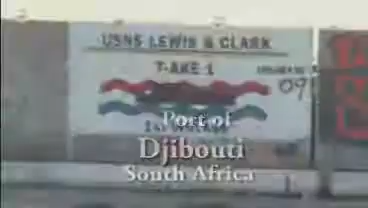 USNS LEWIS & CLARK
T-AKE 1
09
Port of
Djibouti
South Africa